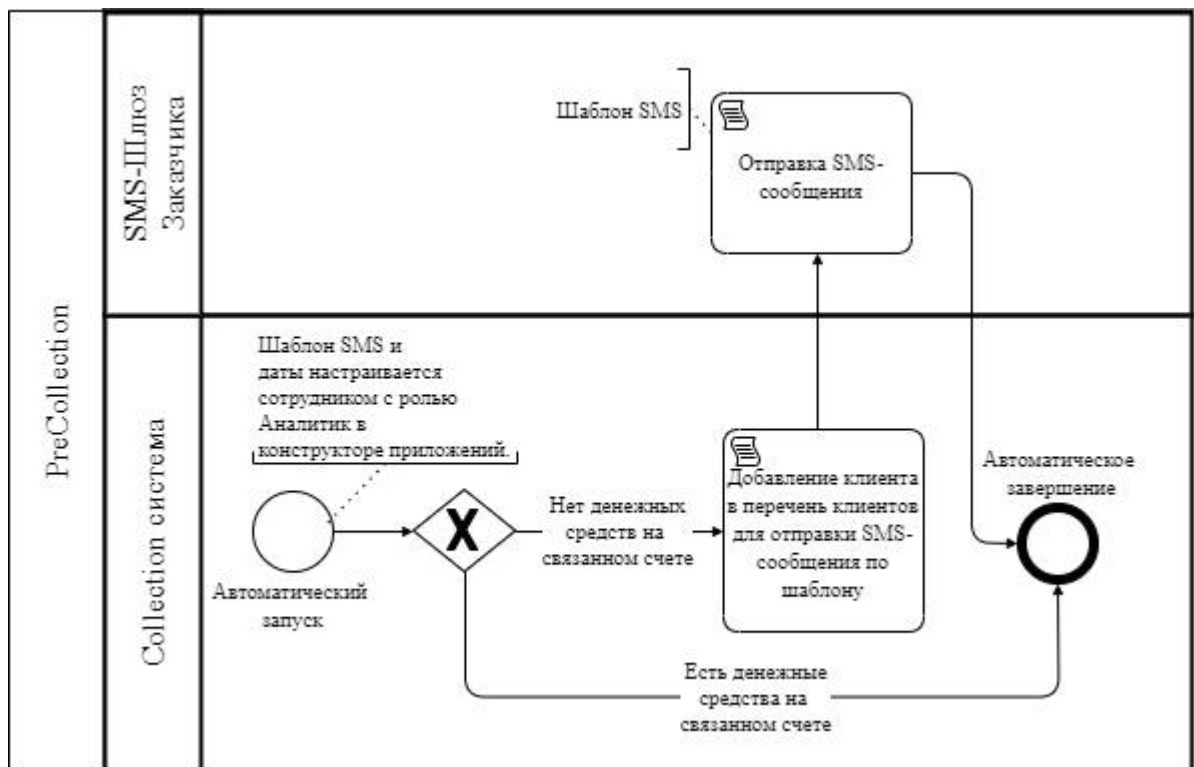 PreCollection
SMS-Шлюз
Заказчика
Шаблон SMS
Отправка SMS-
сообщения
Collection система
Шаблон SMS и
даты настраивается
сотрудником с ролью
Аналитик в
конструкторе приложений.
Автоматический
запуск
X
Нет денежных
средств на
связанном счете
Добавление клиента
в перечень клиентов
для отправки SMS-
сообщения по
шаблону
Автоматическое
завершение
Есть денежные
средства на
связанном счете